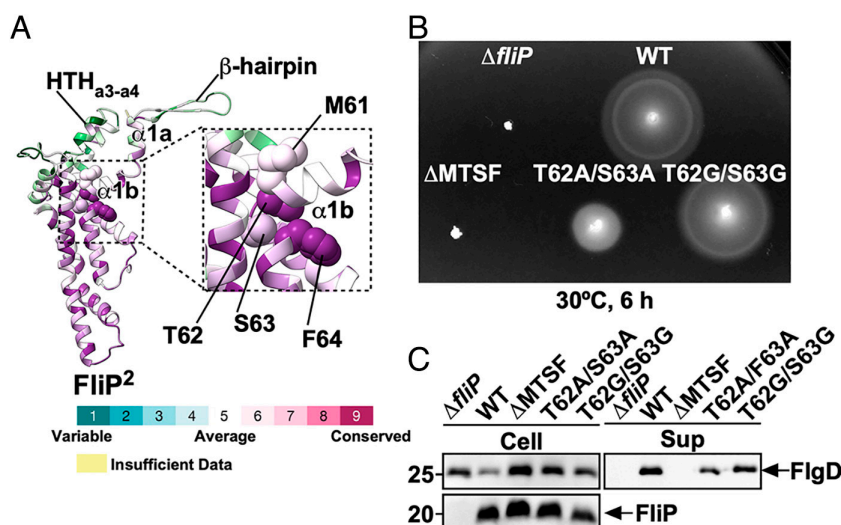 A
HTHa3-a4
β-hairpin
α1a
M61
α1b
α1b
T62
S63
F64
FliP2
1 2 3 4 5 6 7 8 9
Variable Average Conserved
Insufficient Data
B
ΔfliP WT
ΔMTSF T62A/S63A T62G/S63G
30ºC, 6 h
C
ΔfliP WT ΔMTSF T62A/S63A T62G/S63G ΔfliP WT ΔMTSF T62A/F63A T62G/S63G
Cell Sup
25 FlgD
20 FliP